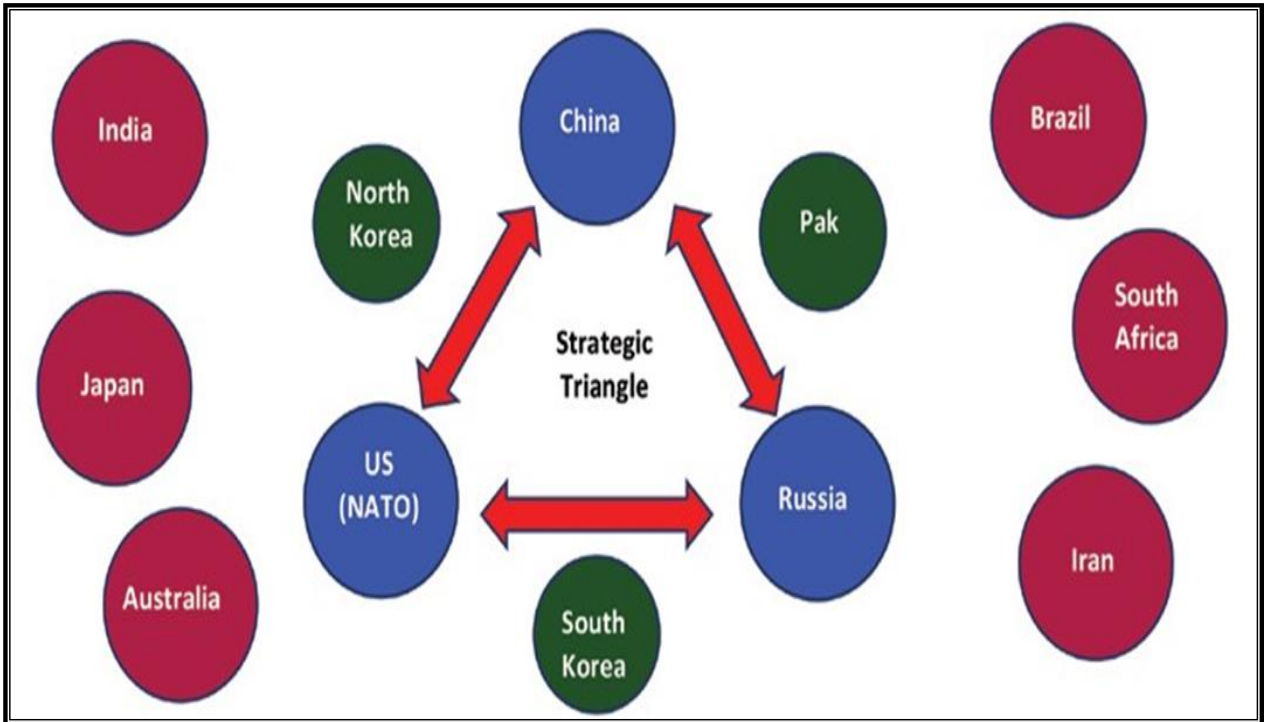 India
Japan
Australia
North
Korea
China
Pak
Strategic
Triangle
US
(NATO)
Russia
South
Korea
Brazil
South
Africa
Iran